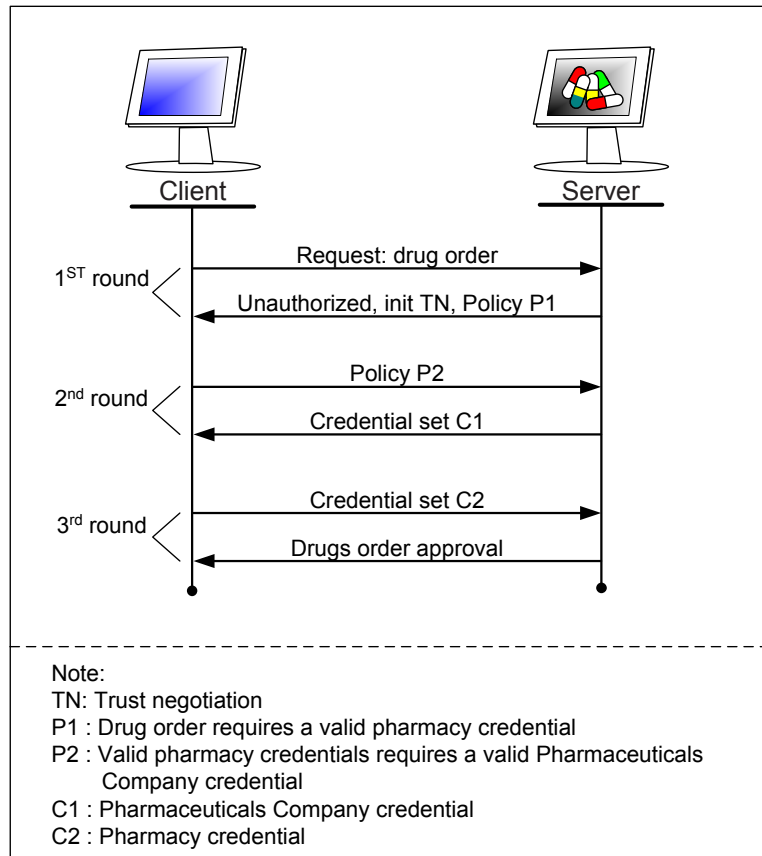 Client
Server
1ST round
Request: drug order
Unauthorized, init TN, Policy P1
2nd round
Policy P2
Credential set C1
3rd round
Credential set C2
Drugs order approval
Note:
TN: Trust negotiation
P1 : Drug order requires a valid pharmacy credential
P2 : Valid pharmacy credentials requires a valid Pharmaceuticals
Company credential
C1 : Pharmaceuticals Company credential
C2 : Pharmacy credential